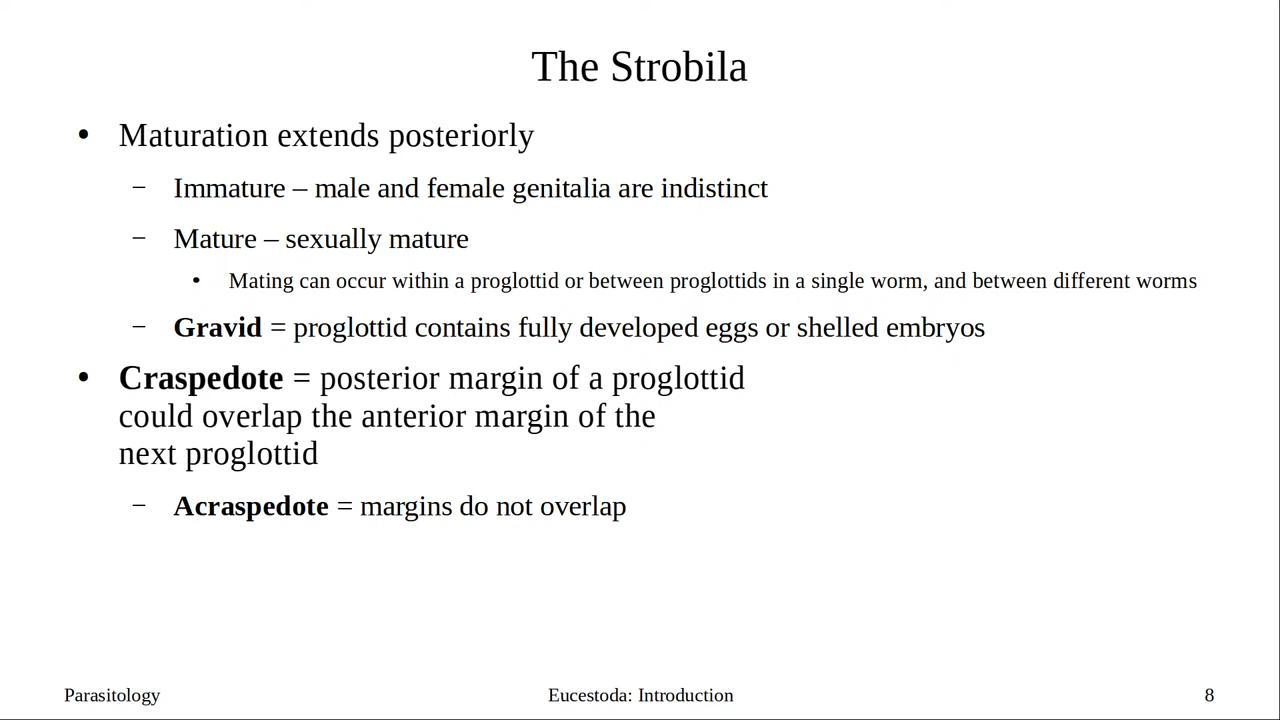 The Strobila
• Maturation extends posteriorly
– Immature – male and female genitalia are indistinct
– Mature – sexually mature
• Mating can occur within a proglottid or between proglottids in a single worm, and between different worms
– Gravid = proglottid contains fully developed eggs or shelled embryos
• Craspedote = posterior margin of a proglottid
could overlap the anterior margin of the
next proglottid
– Acraspedote = margins do not overlap
Parasitology
Eucestoda: Introduction
8